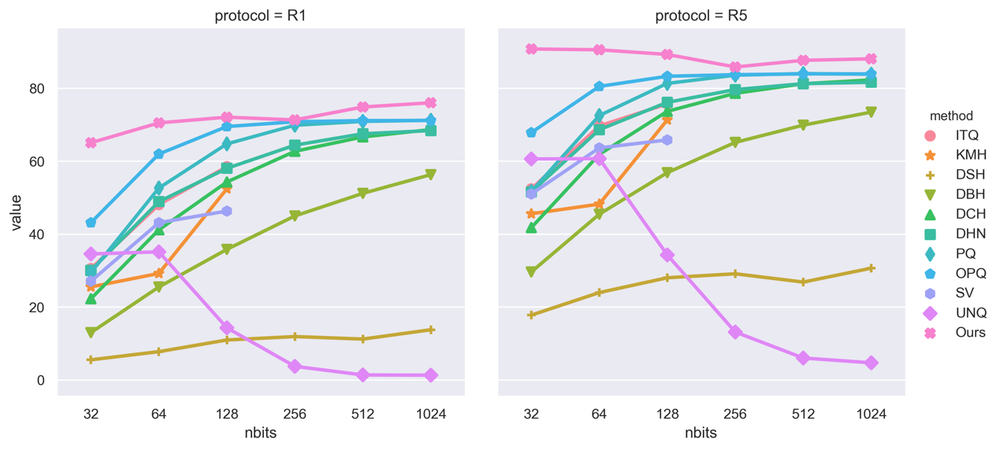 protocol = R1
protocol = R5
value
80
60
40
20
0
32 64 128 256 512 1024
nbits
32 64 128 256 512 1024
nbits
method
ITQ
KMH
DSH
DBH
DCH
DHN
PQ
OPQ
SV
UNQ
Ours